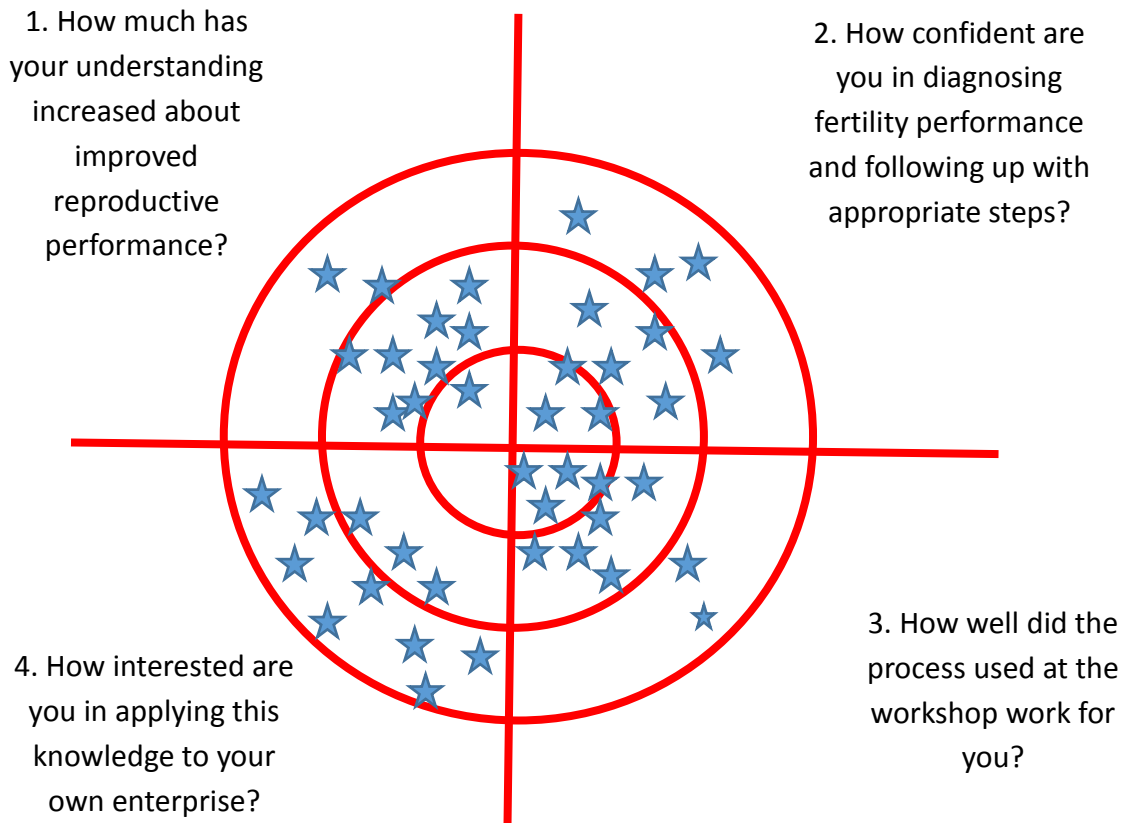 1. How much has
your understanding
increased about
improved
reproductive
performance?
2. How confident are
you in diagnosing
fertility performance
and following up with
appropriate steps?
3. How well did the
process used at the
workshop work for
you?
4. How interested are
you in applying this
knowledge to your
own enterprise?